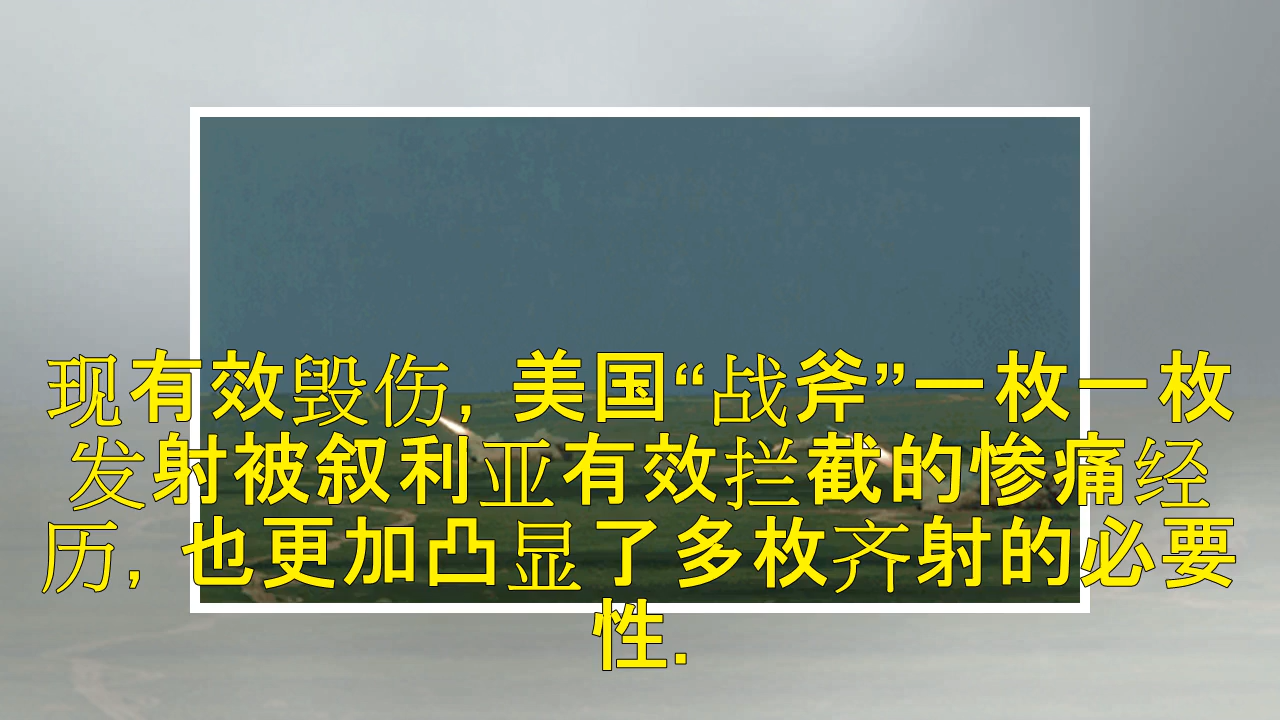 现有效毁伤，美国“战斧”一枚一枚
发射被叙利亚有效拦截的惨痛经
历，也更加凸显了多枚齐射的必要
性.